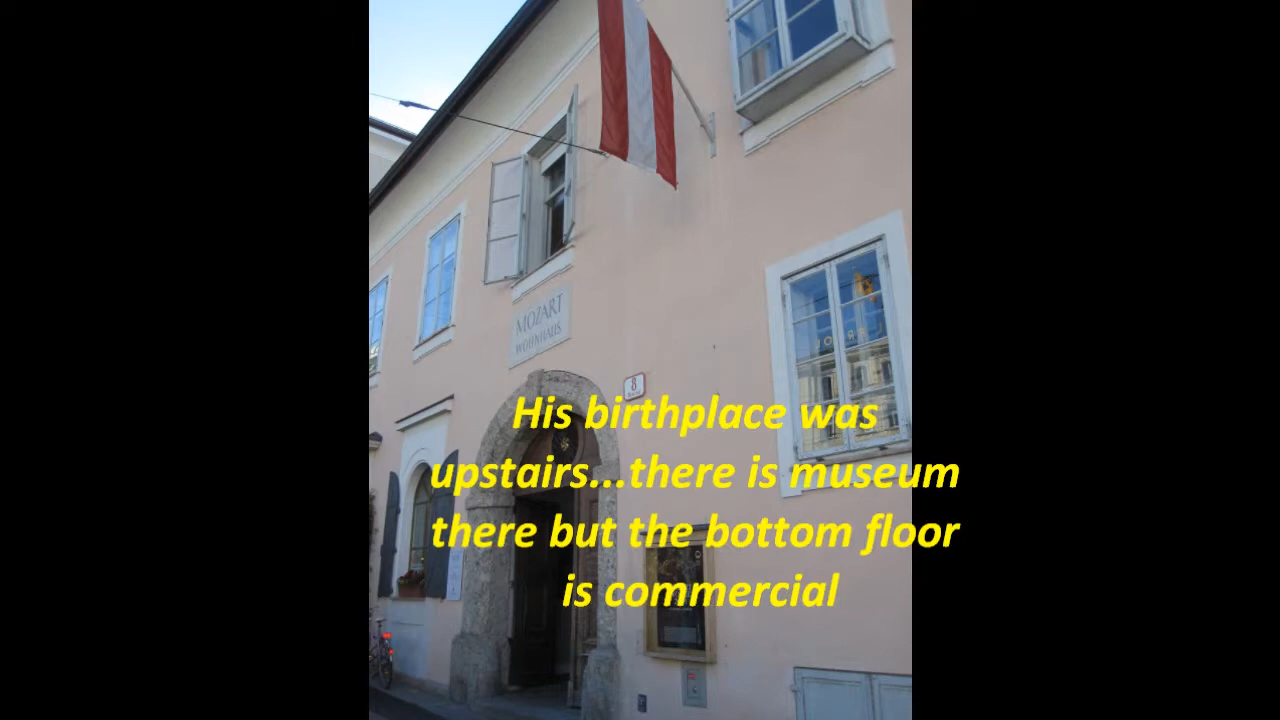 MOZART
WOHNHAUS
8
His birthplace was
upstairs...there is museum
there but the bottom floor
is commercial